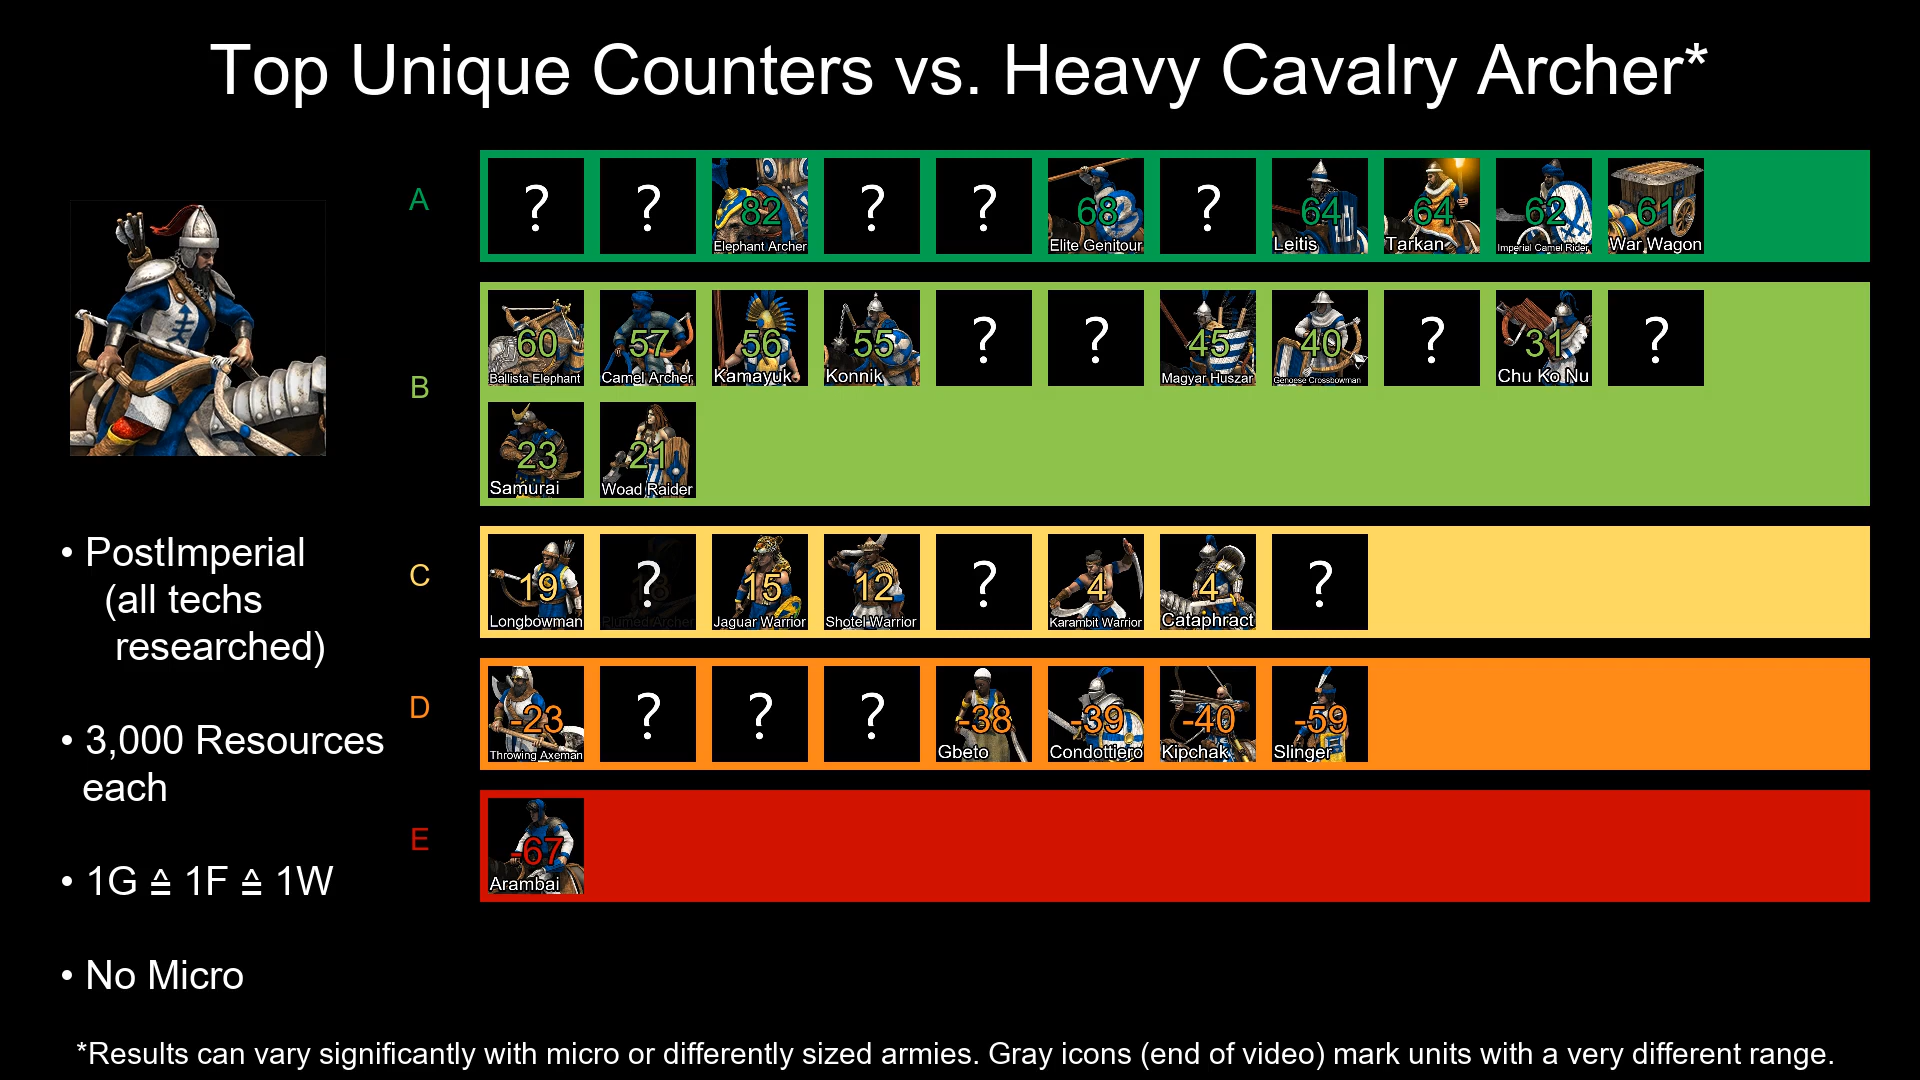 Top Unique Counters vs. Heavy Cavalry Archer*
A
?
?
82
Elephant Archer
?
?
68
Elite Genitour
?
64
Leitis
64
Tarkan
62
Imperial Camel Rider
61
War Wagon
B
60
Ballista Elephant
57
Camel Archer
56
Kamayuk
55
Konnik
?
?
45
Magyar Huszar
40
Genoese Crossbowman
?
31
Chu Ko Nu
?
23
Samurai
21
Woad Raider
C
19
Longbowman
?
Plumed Archer
15
Jaguar Warrior
12
Shotel Warrior
?
4
Karambit Warrior
4
Cataphract
?
D
-23
Throwing Axeman
?
?
?
-38
Gbeto
-39
Condottiero
-40
Kipchak
-59
Slinger
E
-67
Arambai
• PostImperial
(all techs
researched)
• 3,000 Resources
each
• 1G ≙ 1F ≙ 1W
• No Micro
*Results can vary significantly with micro or differently sized armies. Gray icons (end of video) mark units with a very different range.